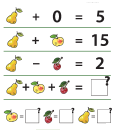 + 0 = 5
+ = 15
- = 2
+ + = ?
= ? = ? = ?